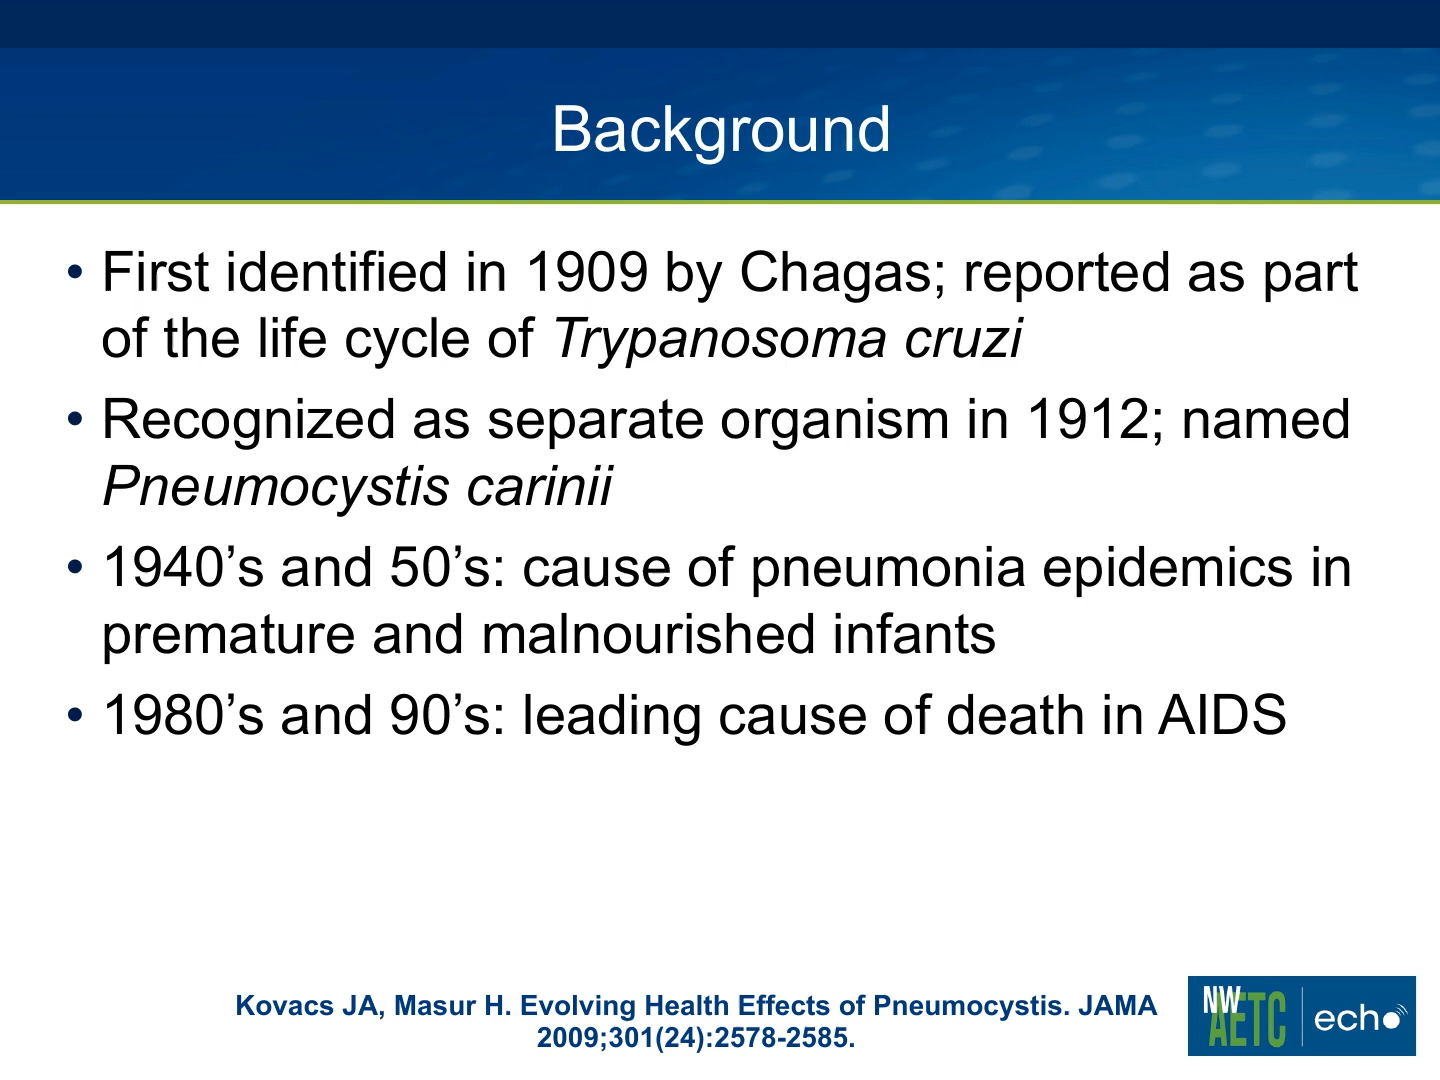 Background
• First identified in 1909 by Chagas; reported as part
of the life cycle of Trypanosoma cruzi
• Recognized as separate organism in 1912; named
Pneumocystis carinii
• 1940’s and 50’s: cause of pneumonia epidemics in
premature and malnourished infants
• 1980’s and 90’s: leading cause of death in AIDS
Kovacs JA, Masur H. Evolving Health Effects of Pneumocystis. JAMA
2009;301(24):2578-2585.
NW
AETC
echo